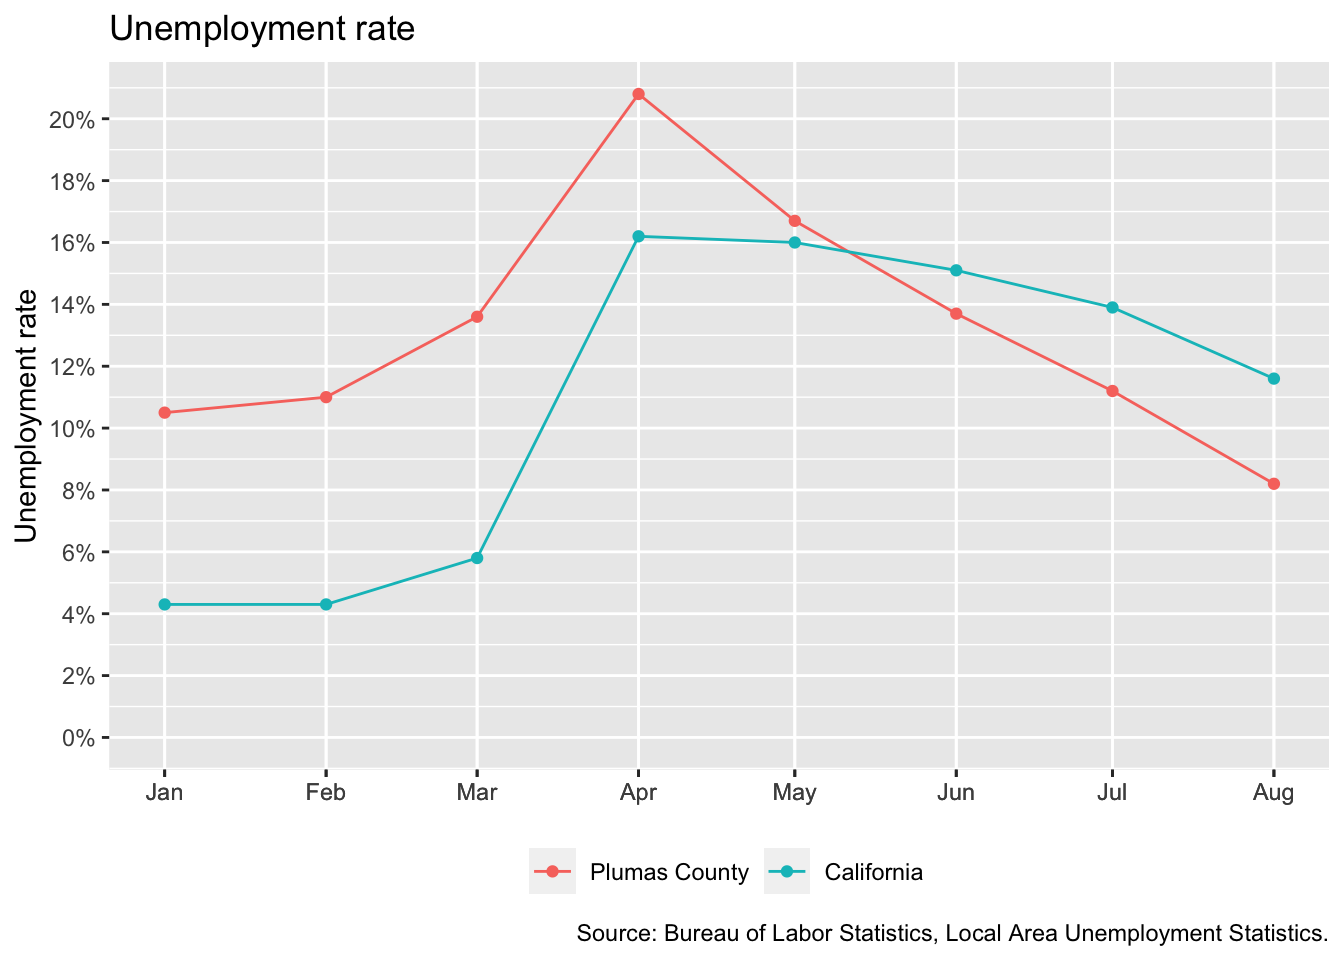 Unemployment rate
Unemployment rate
20%
18%
16%
14%
12%
10%
8%
6%
4%
2%
0%
Jan Feb Mar Apr May Jun Jul Aug
Plumas County California
Source: Bureau of Labor Statistics, Local Area Unemployment Statistics.